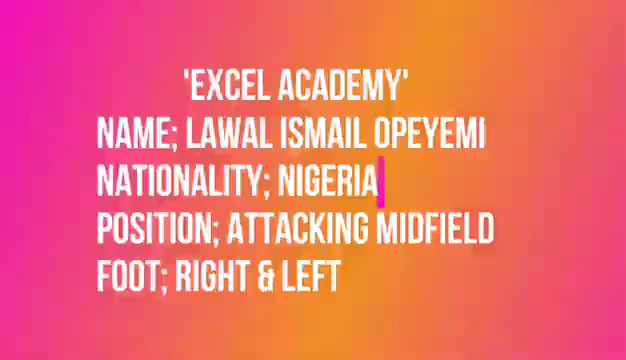 'EXCEL ACADEMY'
NAME; LAWAL ISMAIL OPEYEMI
NATIONALITY; NIGERIA
POSITION; ATTACKING MIDFIELD
FOOT; RIGHT & LEFT